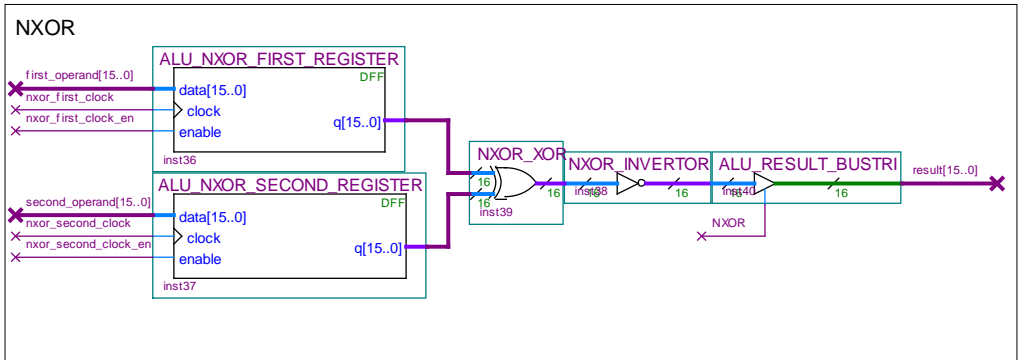 NXOR
ALU_NXOR_FIRST_REGISTER
first_operand[15..0]
DFF
data[15..0]
nxor_first_clock
clock
nxor_first_clock_en
enable
q[15..0]
inst36
ALU_NXOR_SECOND_REGISTER
second_operand[15..0]
DFF
data[15..0]
nxor_second_clock
clock
nxor_second_clock_en
enable
q[15..0]
inst37
NXOR_XOR
16
16
16
inst39
NXOR_INVERTOR
16
inst38
16
ALU_RESULT_BUSTRI
16
inst40
16
NXOR
result[15..0]